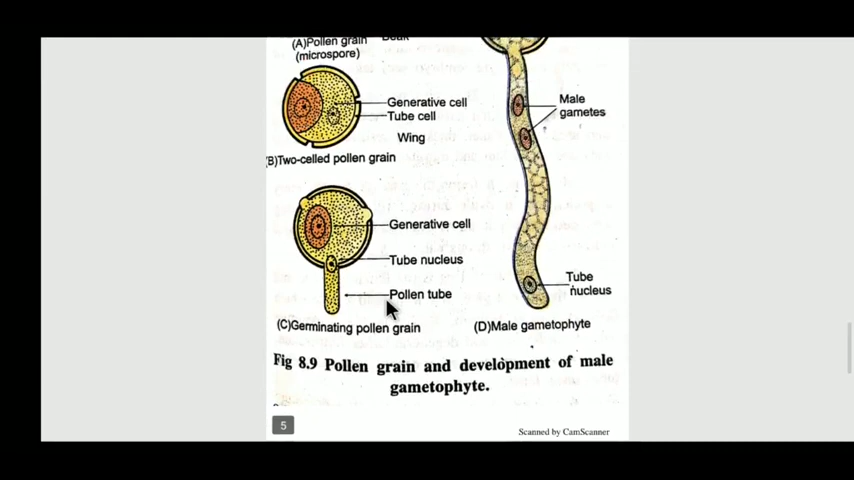 (A)Pollen grain
(microspore)
Beak
Generative cell
Tube cell
Wing
(B)Two-celled pollen grain
Generative cell
Tube nucleus
Pollen tube
(C)Germinating pollen grain
Male
gametes
Tube
nucleus
(D)Male gametophyte
Fig 8.9 Pollen grain and development of male
gametophyte.
5
Scanned by CamScanner